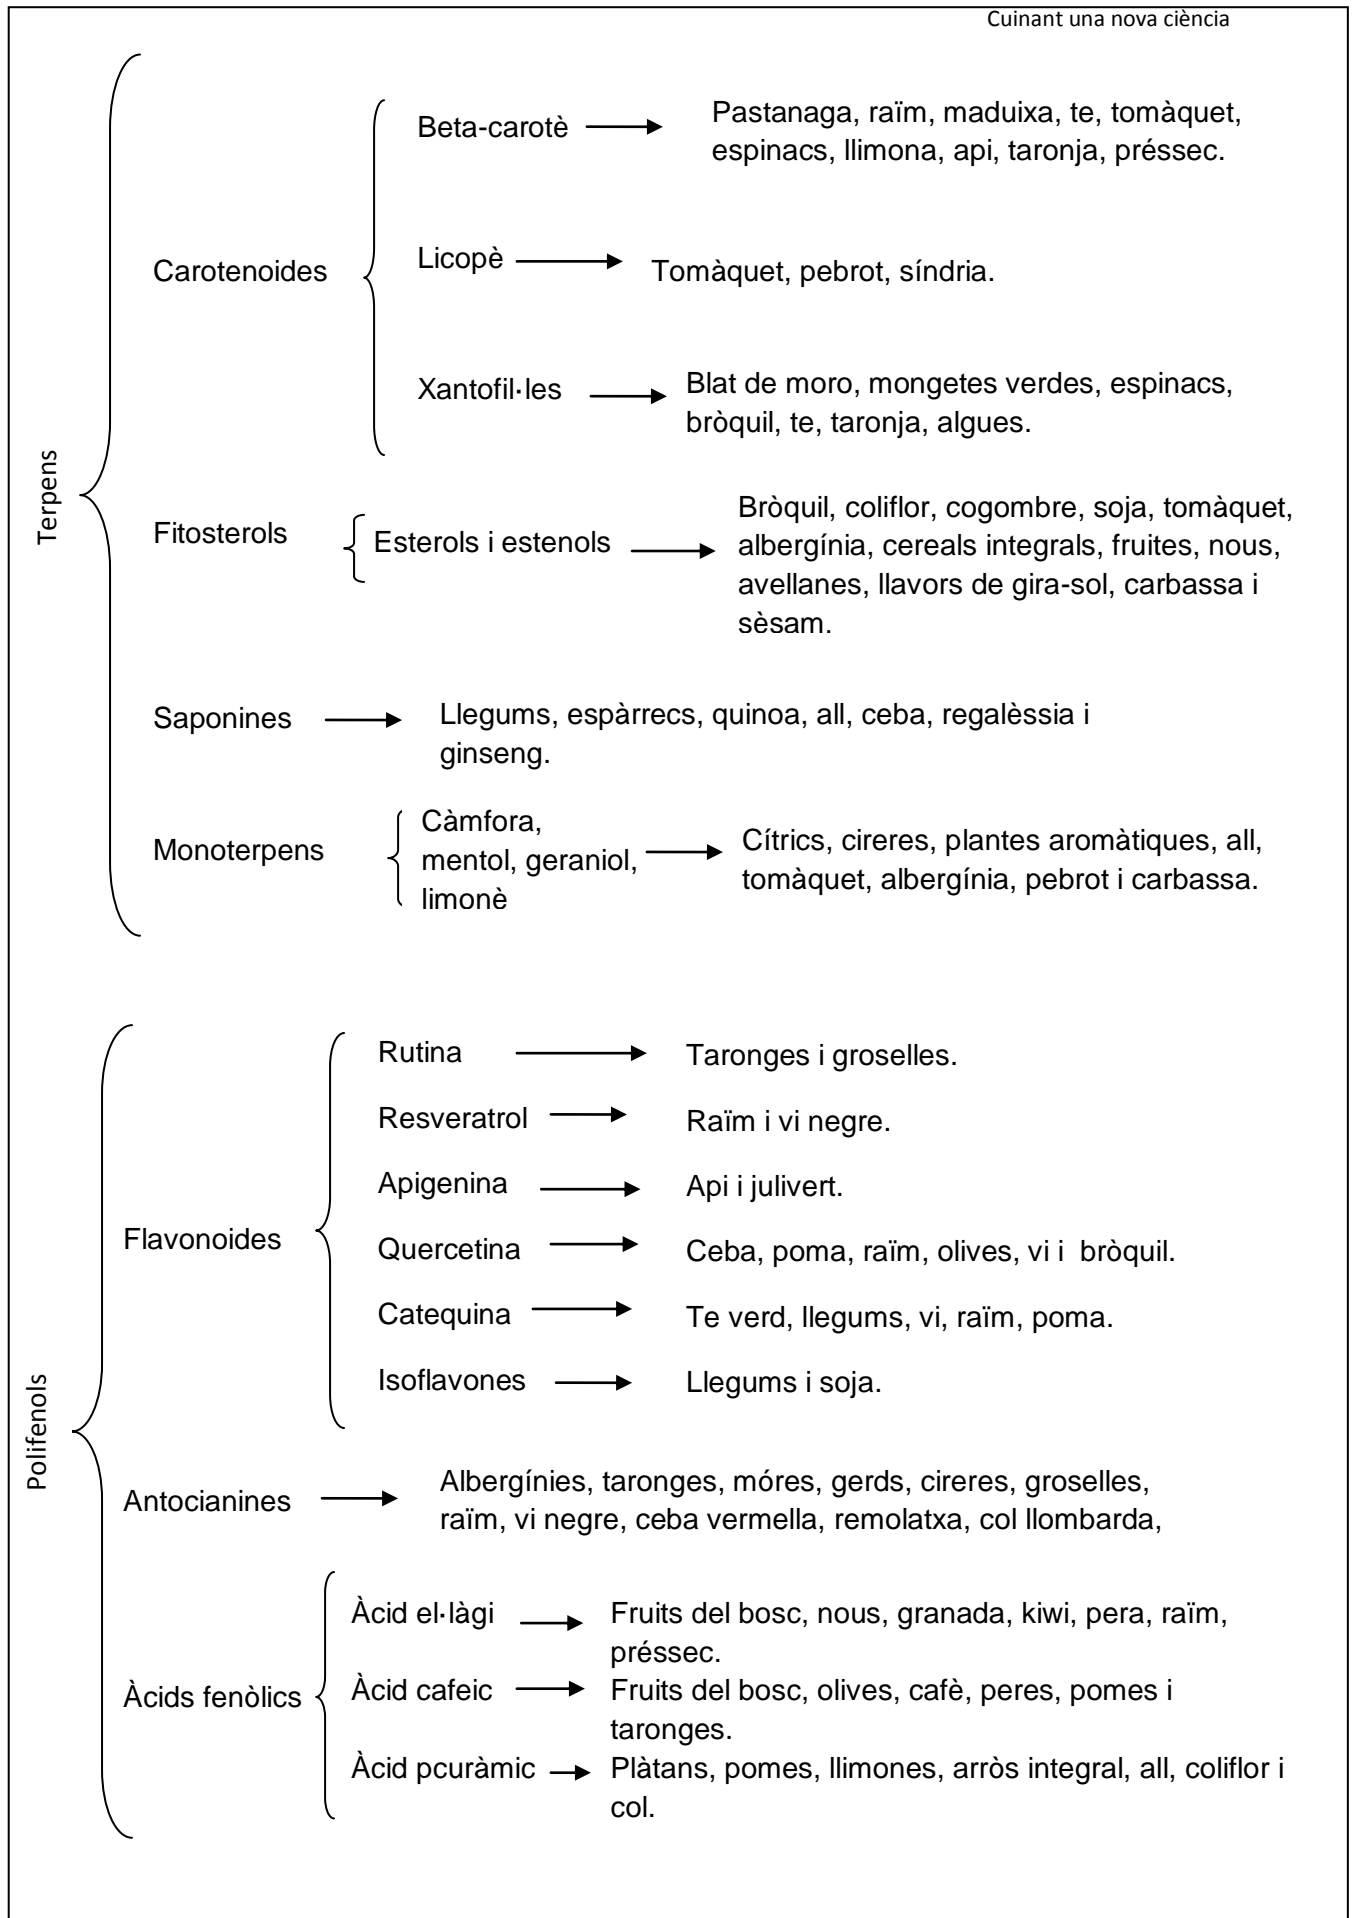 Cuinant una nova ciència
Terpens
Carotenoides
Beta-carotè
Pastanaga, raïm, maduixa, te, tomàquet,
espinacs, llimona, api, taronja, préssec.
Licopè
Tomàquet, pebrot, síndria.
Xantofil·les
Blat de moro, mongetes verdes, espinacs,
bròquil, te, taronja, algues.
Fitosterols
Esterols i estenols
Bròquil, coliflor, cogombre, soja, tomàquet,
albergínia, cereals integrals, fruites, nous,
avellanes, llavors de gira-sol, carbassa i
sèsam.
Saponines
Llegums, espàrrecs, quinoa, all, ceba, regalèssia i
ginseng.
Monoterpens
Càmfora,
mentol, geraniol,
limonè
Cítrics, cireres, plantes aromàtiques, all,
tomàquet, albergínia, pebrot i carbassa.
Polifenols
Flavonoides
Rutina
Taronges i groselles.
Resveratrol
Raïm i vi negre.
Apigenina
Api i julivert.
Quercetina
Ceba, poma, raïm, olives, vi i bròquil.
Catequina
Te verd, llegums, vi, raïm, poma.
Isoflavones
Llegums i soja.
Antocianines
Albergínies, taronges, móres, gerds, cireres, groselles,
raïm, vi negre, ceba vermella, remolatxa, col llombarda,
Àcids fenòlics
Àcid el·làgi
Fruits del bosc, nous, granada, kiwi, pera, raïm,
préssec.
Àcid cafeic
Fruits del bosc, olives, cafè, peres, pomes i
taronges.
Àcid pcuràmic
Plàtans, pomes, llimones, arròs integral, all, coliflor i
col.